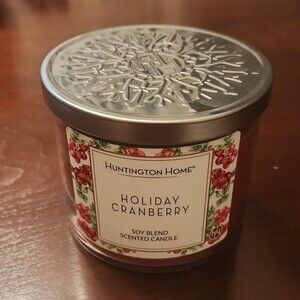 HUNTINGTON HOME®
HOLIDAY
CRANBERRY
SOY BLEND
SCENTED CANDLE